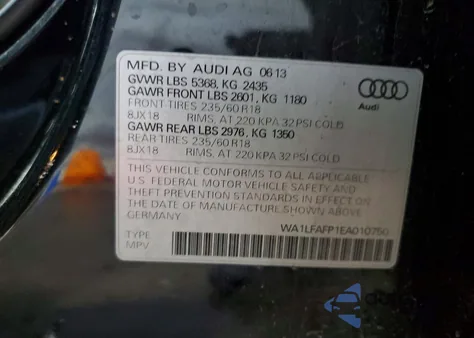 MFD. BY AUDI AG 06 13
GVWR LBS 5368, KG 2435
GAWR FRONT LBS 2601, KG 1180
FRONT TIRES 235/60 R18
8JX18 RIMS, AT 220 KPA 32 PSI COLD
GAWR REAR LBS 2976, KG 1350
REAR TIRES 235/60 R18
8JX18 RIMS, AT 220 KPA 32 PSI COLD
Audi
THIS VEHICLE CONFORMS TO ALL APPLICABLE
U. S. FEDERAL MOTOR VEHICLE SAFETY AND
THEFT PREVENTION STANDARDS IN EFFECT ON
THE DATE OF MANUFACTURE SHOWN ABOVE.
GERMANY
WA1LFAFP1EA010750
TYPE:
MPV